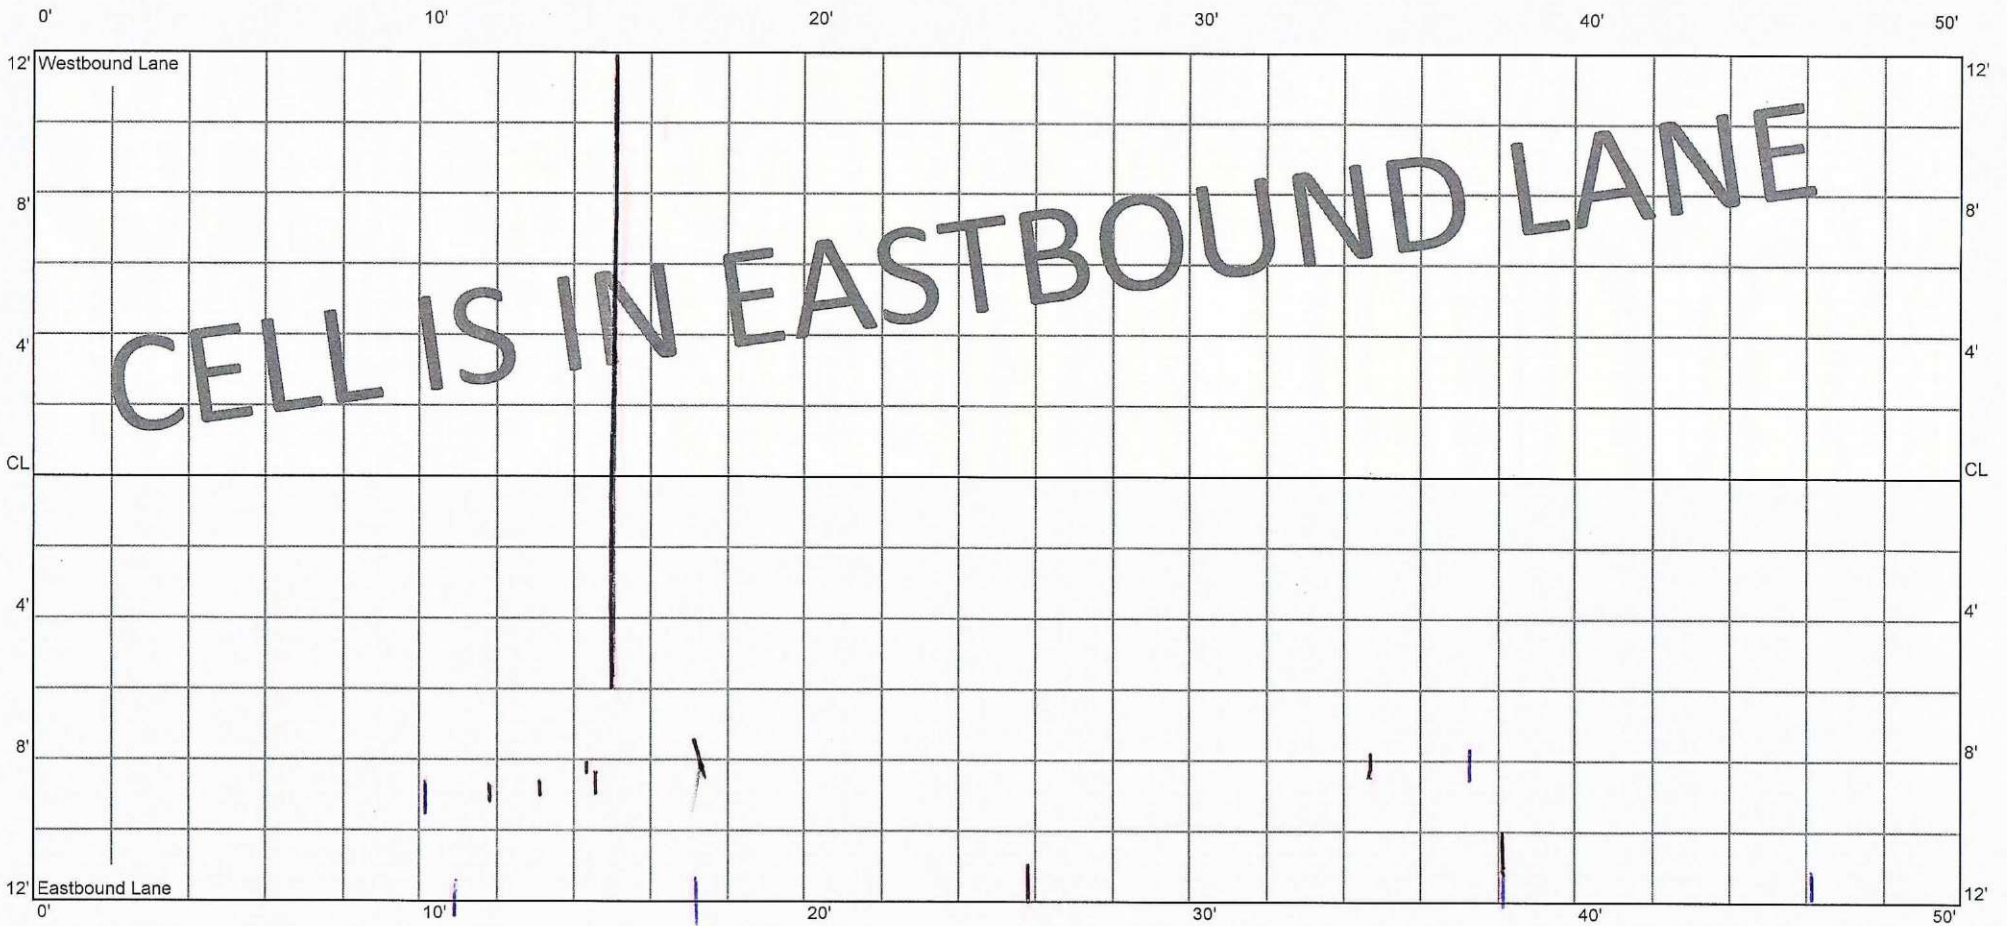 0' 10' 20' 30' 40' 50'
12' Westbound Lane 12'
8' 8'
CELL IS IN EASTBOUND LANE
4' 4'
CL CL
4' 4'
8' 8'
12' Eastbound Lane 12'
0' 10' 20' 30' 40' 50'